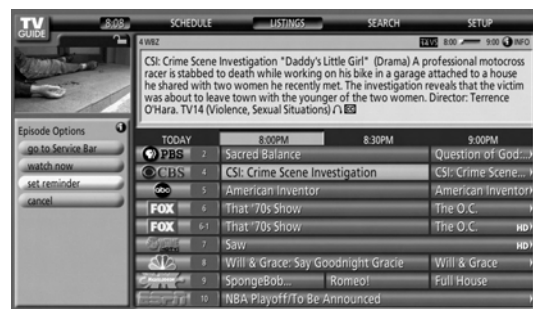 TV GUIDE 8:08 SCHEDULE LISTINGS SEARCH SETUP
4 WBZ TV14 8:00 9:00 INFO
CSI: Crime Scene Investigation "Daddy's Little Girl" (Drama) A professional motocross
racer is stabbed to death while working on his bike in a garage attached to a house
he shared with two women he recently met. The investigation reveals that the victim
was about to leave town with the younger of the two women. Director: Terrence
O'Hara. TV14 (Violence, Sexual Situations)
Episode Options
go to Service Bar
watch now
set reminder
cancel
TODAY 8:00PM 8:30PM 9:00PM
PBS 2 Sacred Balance Question of God:...
CBS 4 CSI: Crime Scene Investigation CSI: Crime Scene...
abc 5 American Inventor American Inventor
FOX 6 That '70s Show The O.C.
FOX 6-1 That '70s Show The O.C. HD
7 Saw HD
8 Will & Grace: Say Goodnight Gracie Will & Grace
9 SpongeBob... Romeo! Full House
10 NBA Playoff/To Be Announced